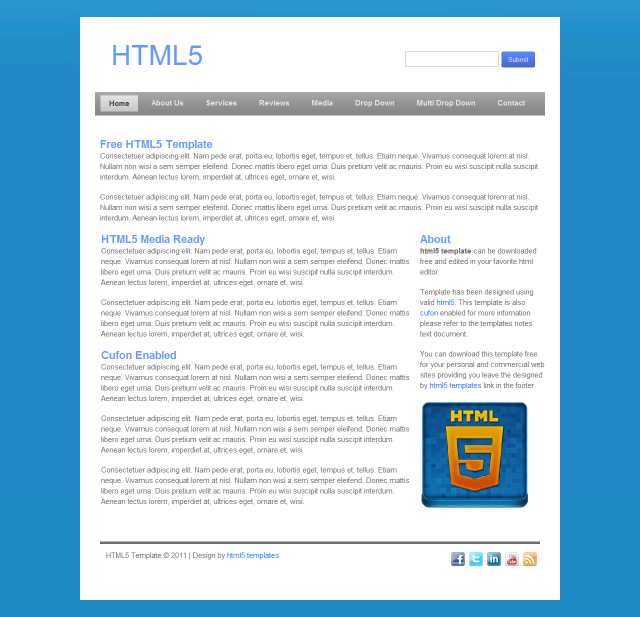 HTML5
Submit
Home About Us Services Reviews Media Drop Down Multi Drop Down Contact
Free HTML5 Template
Consectetuer adipiscing elit. Nam pede erat, porta eu, lobortis eget, tempus et, tellus. Etiam neque. Vivamus consequat lorem at nisl.
Nullam non wisi a sem semper eleifend. Donec mattis libero eget urna. Duis pretium velit ac mauris. Proin eu wisi suscipit nulla suscipit
interdum. Aenean lectus lorem, imperdiet at, ultrices eget, ornare et, wisi.
Consectetuer adipiscing elit. Nam pede erat, porta eu, lobortis eget, tempus et, tellus. Etiam neque. Vivamus consequat lorem at nisl.
Nullam non wisi a sem semper eleifend. Donec mattis libero eget urna. Duis pretium velit ac mauris. Proin eu wisi suscipit nulla suscipit
interdum. Aenean lectus lorem, imperdiet at, ultrices eget, ornare et, wisi.
HTML5 Media Ready
Consectetuer adipiscing elit. Nam pede erat, porta eu, lobortis eget, tempus et, tellus. Etiam
neque. Vivamus consequat lorem at nisl. Nullam non wisi a sem semper eleifend. Donec mattis
libero eget urna. Duis pretium velit ac mauris. Proin eu wisi suscipit nulla suscipit interdum.
Aenean lectus lorem, imperdiet at, ultrices eget, ornare et, wisi.
Consectetuer adipiscing elit. Nam pede erat, porta eu, lobortis eget, tempus et, tellus. Etiam
neque. Vivamus consequat lorem at nisl. Nullam non wisi a sem semper eleifend. Donec mattis
libero eget urna. Duis pretium velit ac mauris. Proin eu wisi suscipit nulla suscipit interdum.
Aenean lectus lorem, imperdiet at, ultrices eget, ornare et, wisi.
Cufon Enabled
Consectetuer adipiscing elit. Nam pede erat, porta eu, lobortis eget, tempus et, tellus. Etiam
neque. Vivamus consequat lorem at nisl. Nullam non wisi a sem semper eleifend. Donec mattis
libero eget urna. Duis pretium velit ac mauris. Proin eu wisi suscipit nulla suscipit interdum.
Aenean lectus lorem, imperdiet at, ultrices eget, ornare et, wisi.
Consectetuer adipiscing elit. Nam pede erat, porta eu, lobortis eget, tempus et, tellus. Etiam
neque. Vivamus consequat lorem at nisl. Nullam non wisi a sem semper eleifend. Donec mattis
libero eget urna. Duis pretium velit ac mauris. Proin eu wisi suscipit nulla suscipit interdum.
Aenean lectus lorem, imperdiet at, ultrices eget, ornare et, wisi.
Consectetuer adipiscing elit. Nam pede erat, porta eu, lobortis eget, tempus et, tellus. Etiam
neque. Vivamus consequat lorem at nisl. Nullam non wisi a sem semper eleifend. Donec mattis
libero eget urna. Duis pretium velit ac mauris. Proin eu wisi suscipit nulla suscipit interdum.
Aenean lectus lorem, imperdiet at, ultrices eget, ornare et, wisi.
About
html5 template can be downloaded
free and edited in your favorite html
editor.
Template has been designed using
valid html5. This template is also
cufon enabled for more infomation
please refer to the templates notes
text document.
You can download this template free
for your personal and commercial web
sites providing you leave the designed
by html5 templates link in the footer.
HTML
5
HTML5 Template © 2011 | Design by html5 templates